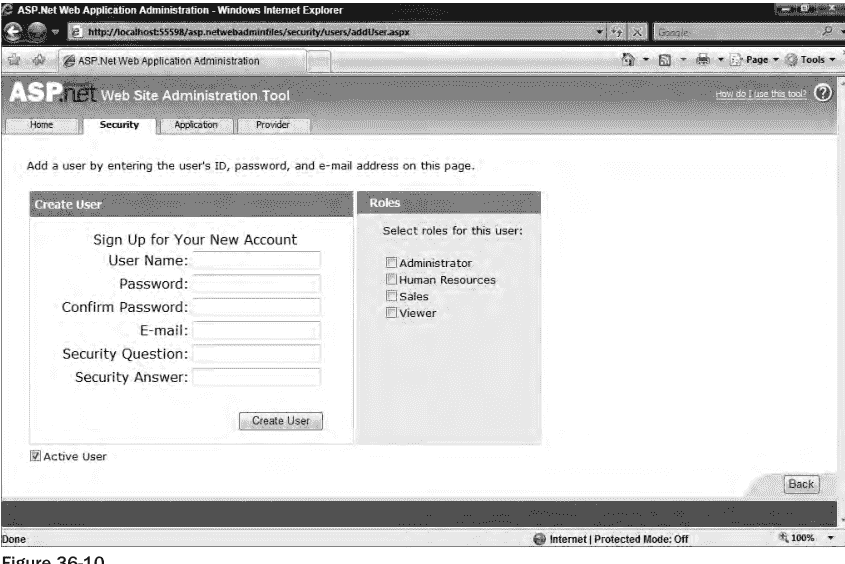 ASP.Net Web Application Administration - Windows Internet Explorer
http://localhost:55598/asp.netwebadminfiles/security/users/addUser.aspx
Google
ASP.Net Web Application Administration
Page
Tools
ASP.net Web Site Administration Tool
How do I use this tool? ?
Home Security Application Provider
Add a user by entering the user's ID, password, and e-mail address on this page.
Create User
Sign Up for Your New Account
User Name:
Password:
Confirm Password:
E-mail:
Security Question:
Security Answer:
Create User
Roles
Select roles for this user:
Administrator
Human Resources
Sales
Viewer
Active User
Back
Done
Internet | Protected Mode: Off
100%
Figure 36-10